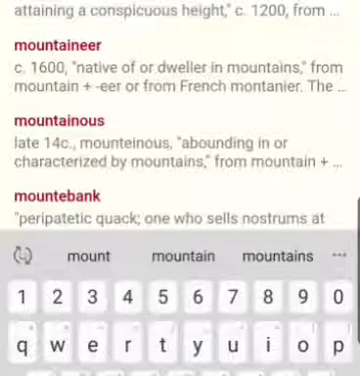 attaining a conspicuous height," c. 1200, from ...
mountaineer
c. 1600, "native of or dweller in mountains," from
mountain + -eer or from French montanier. The ...
mountainous
late 14c., mounteinous, "abounding in or
characterized by mountains," from mountain + ...
mountebank
"peripatetic quack; one who sells nostrums at
mount mountain mountains ...
1 2 3 4 5 6 7 8 9 0
q w e r t y u i o p